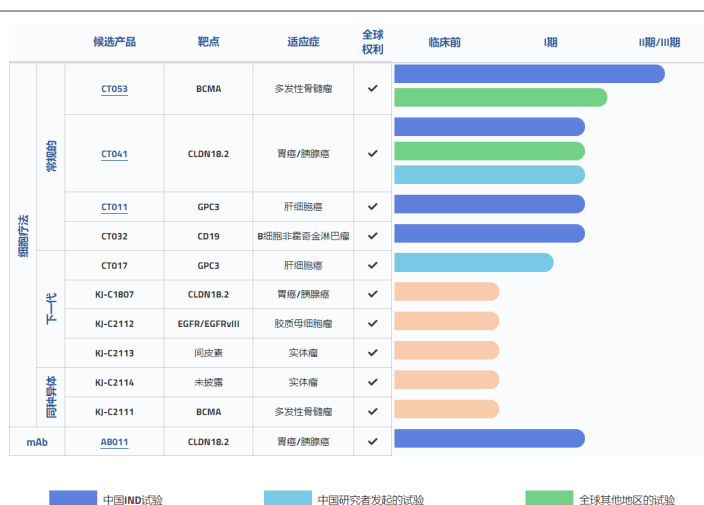 候选产品 靶点 适应症 全球权利 临床前 I期 II期/III期
细胞疗法
常规的
CT053 BCMA 多发性骨髓瘤 ✔
CT041 CLDN18.2 胃癌/胰腺癌 ✔
CT011 GPC3 肝细胞癌 ✔
CT032 CD19 B细胞非霍奇金淋巴瘤 ✔
下一代
CT017 GPC3 肝细胞癌 ✔
KJ-C1807 CLDN18.2 胃癌/胰腺癌 ✔
KJ-C2112 EGFR/EGFRvIII 胶质母细胞瘤 ✔
KJ-C2113 间皮素 实体瘤 ✔
同种异体
KJ-C2114 未披露 实体瘤 ✔
KJ-C2111 BCMA 多发性骨髓瘤 ✔
mAb AB011 CLDN18.2 胃癌/胰腺癌 ✔
中国IND试验 中国研究者发起的试验 全球其他地区的试验